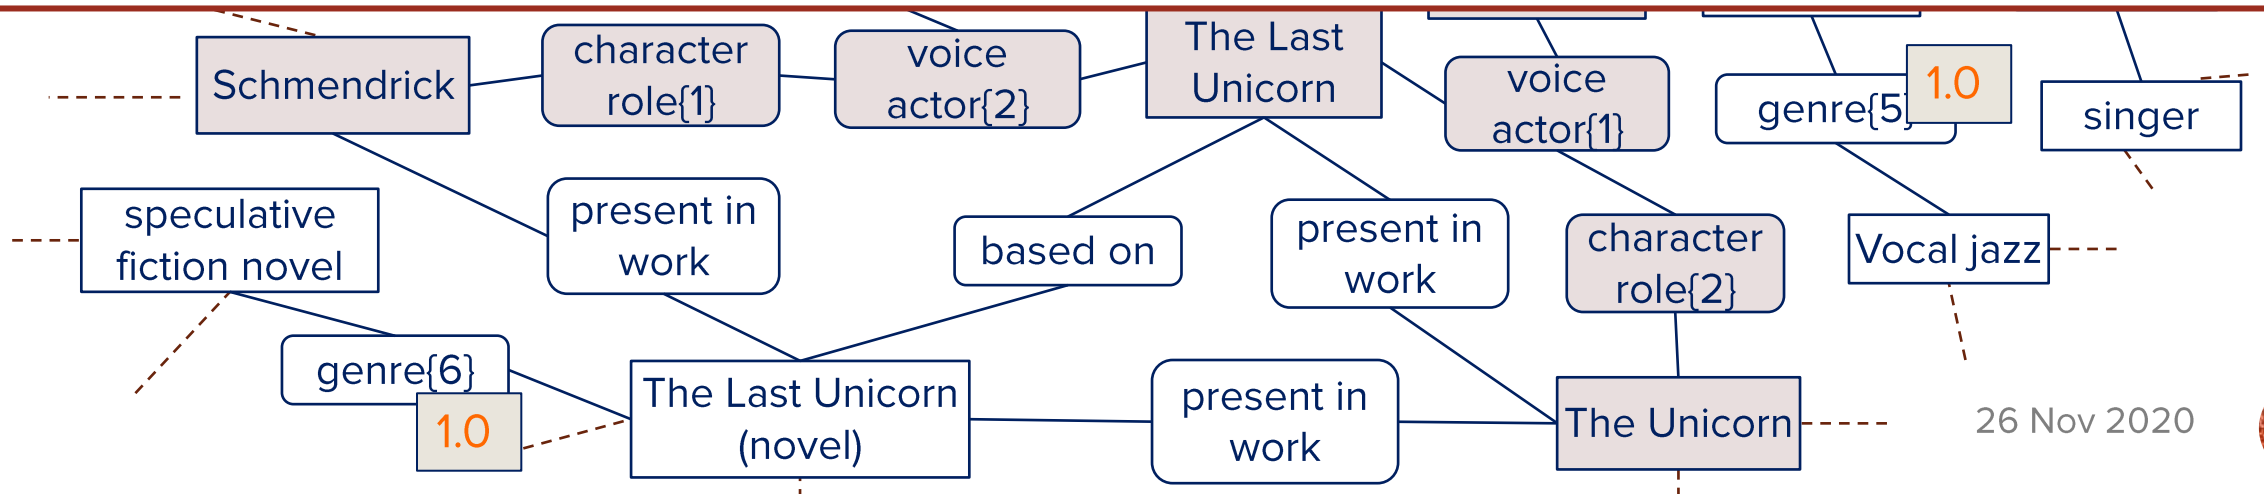 Schmendrick
character
role{1}
voice
actor{2}
The Last
Unicorn
voice
actor{1}
genre{5}
1.0
singer
speculative
fiction novel
present in
work
based on
present in
work
character
role{2}
Vocal jazz
genre{6}
1.0
The Last Unicorn
(novel)
present in
work
The Unicorn
26 Nov 2020